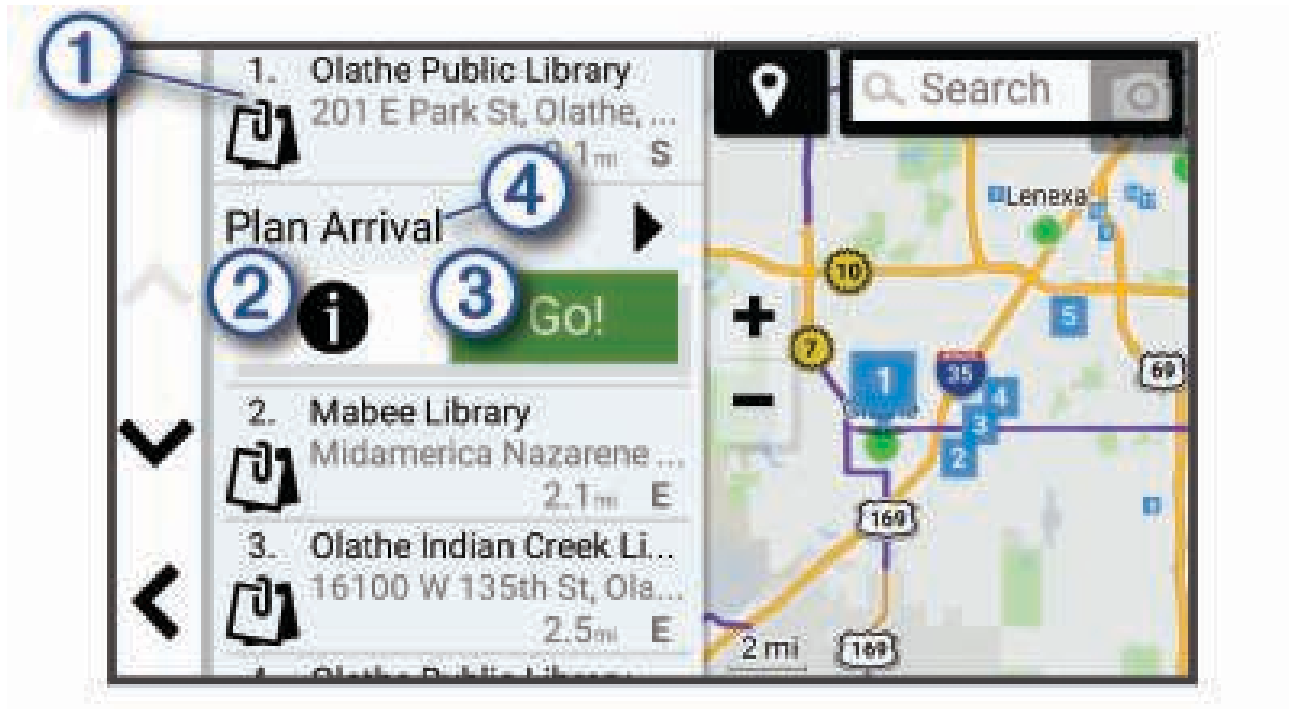 1
1. Olathe Public Library
201 E Park St, Olathe, ...
mi S
4
Plan Arrival
2
i
3
Go!
2. Mabee Library
Midamerica Nazarene ...
2.1mi E
3. Olathe Indian Creek Li...
16100 W 135th St, Ola...
2.5mi E
Search
Lenexa
10
5
7
1
35
69
4
3
2
169
2 mi
169